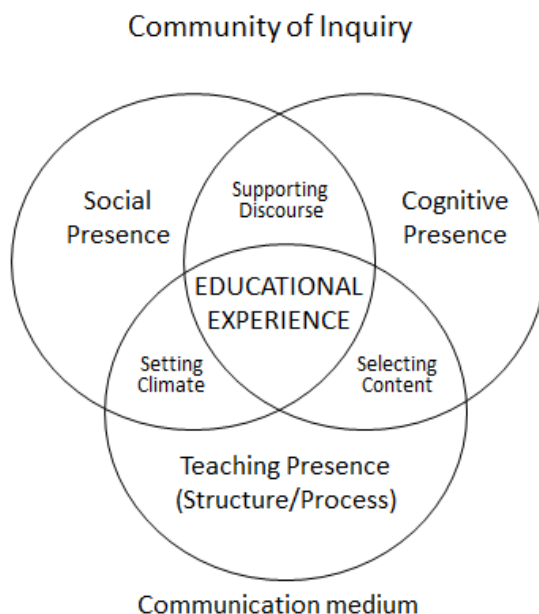 Community of Inquiry
Supporting
Discourse
Social
Presence
Cognitive
Presence
EDUCATIONAL
EXPERIENCE
Setting
Climate
Selecting
Content
Teaching Presence
(Structure/Process)
Communication medium